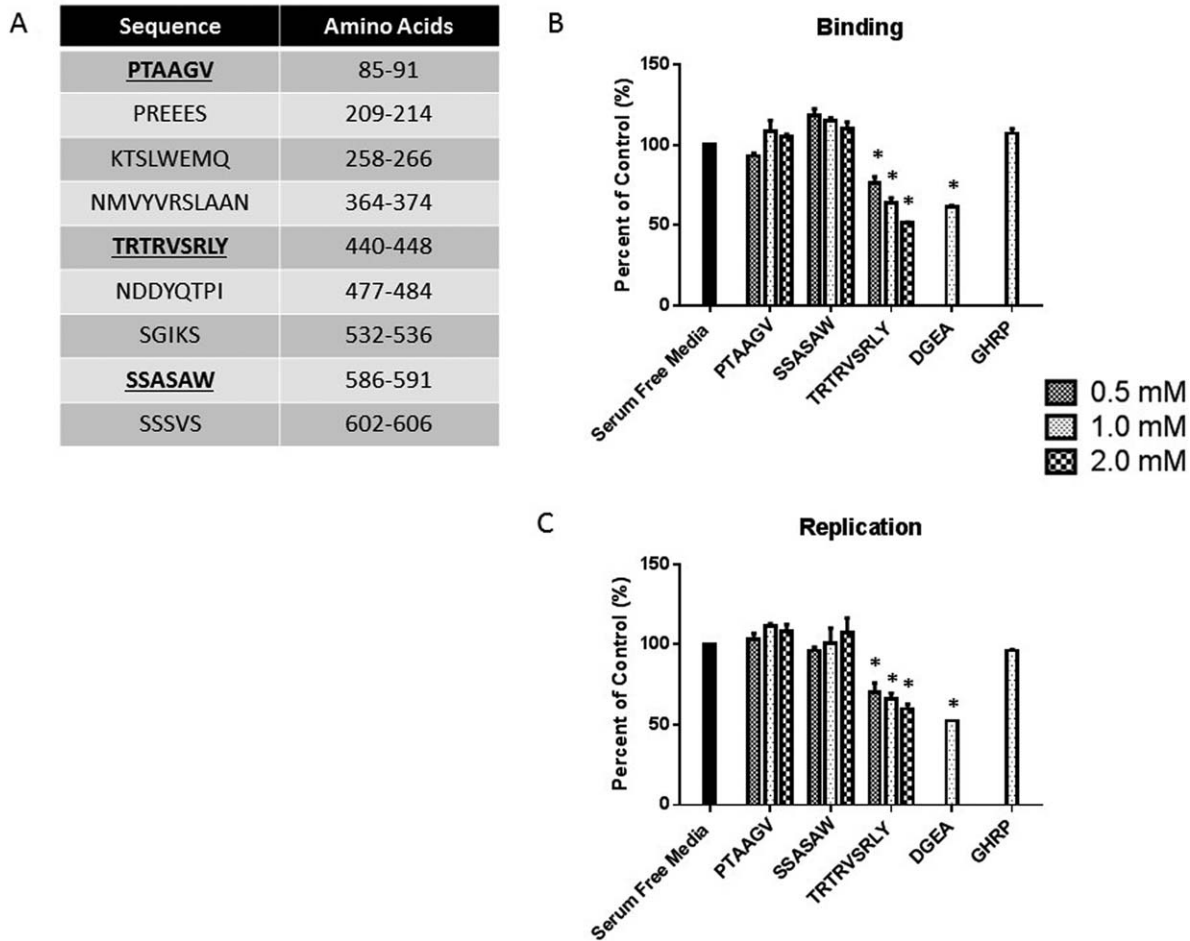 A
Sequence Amino Acids
PTAAGV 85-91
PREEES 209-214
KTSLWEMQ 258-266
NMVYVRSLAAN 364-374
TRTRVSRLY 440-448
NDDYQTPI 477-484
SGIKS 532-536
SSASAW 586-591
SSSVS 602-606
B
Binding
Percent of Control (%)
150
100
50
0
* * * *
Serum Free Media
PTAAGV
SSASAW
TRTRVSRLY
DGEA
GHRP
0.5 mM
1.0 mM
2.0 mM
C
Replication
Percent of Control (%)
150
100
50
0
* * * *
Serum Free Media
PTAAGV
SSASAW
TRTRVSRLY
DGEA
GHRP